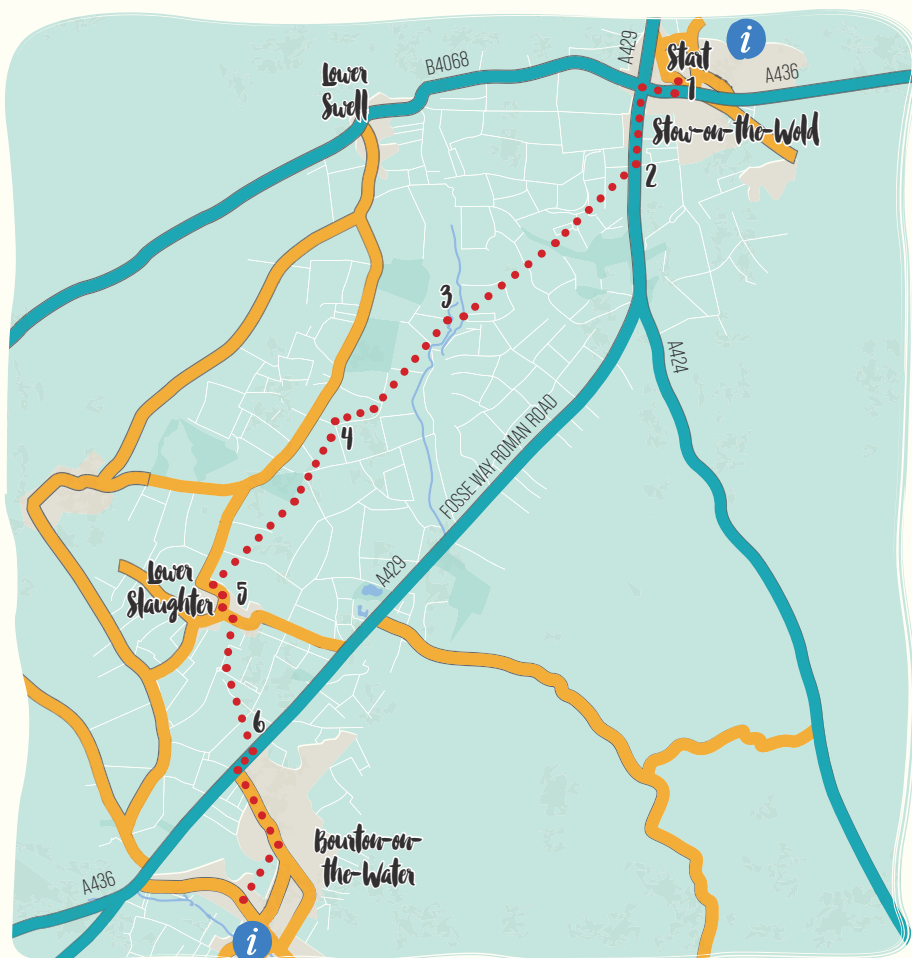 A429
Start
i
Lower
Swell
B4068
A436
1
Stow-on-the-Wold
2
3
A424
4
FOSSE WAY ROMAN ROAD
Lower
Slaughter
5
A429
6
Bourton-on-
the-Water
A436
i